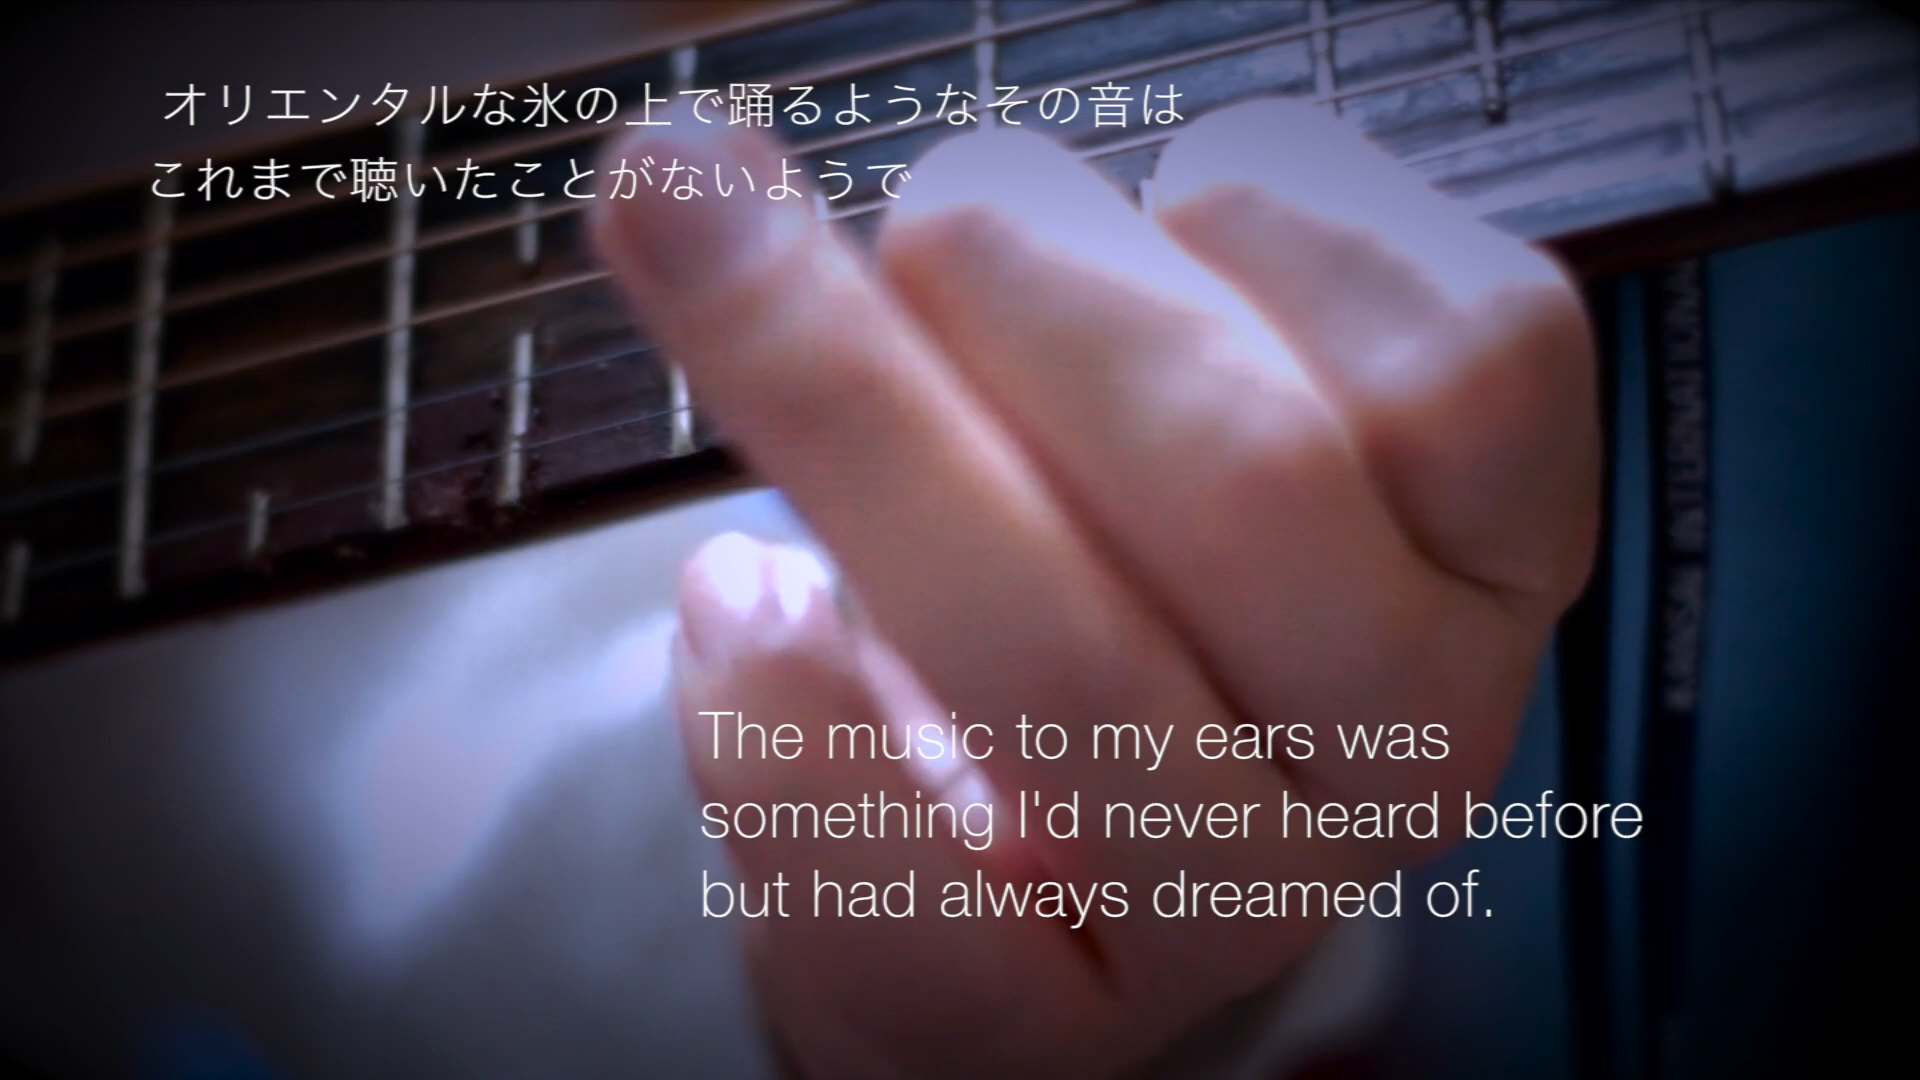 オリエンタルな氷の上で踊るようなその音は
これまで聴いたことがないようで
The music to my ears was
something I'd never heard before
but had always dreamed of.
INTERNATIONAL